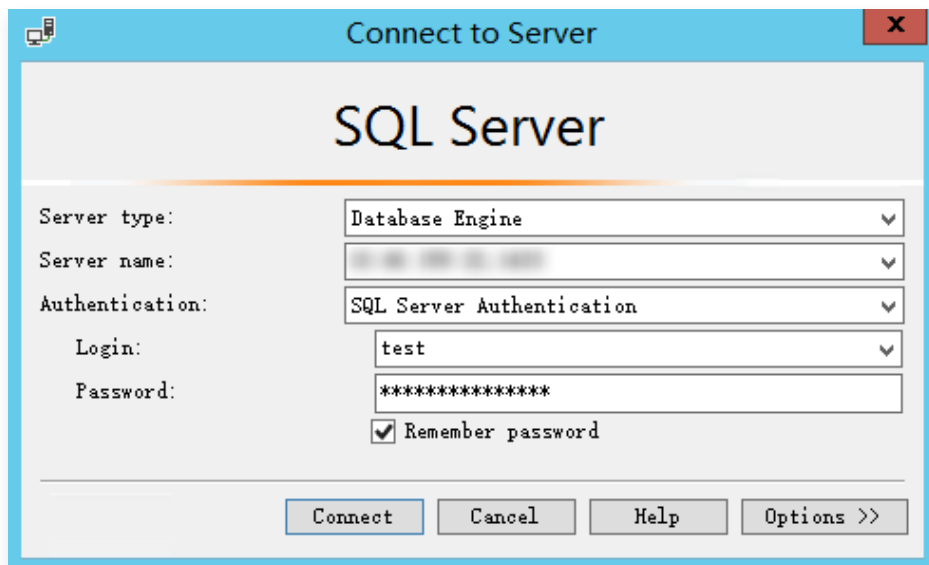 Connect to Server
x
SQL Server
Server type:
Database Engine
Server name:
Authentication:
SQL Server Authentication
Login:
test
Password:
***************
Remember password
Connect
Cancel
Help
Options >>